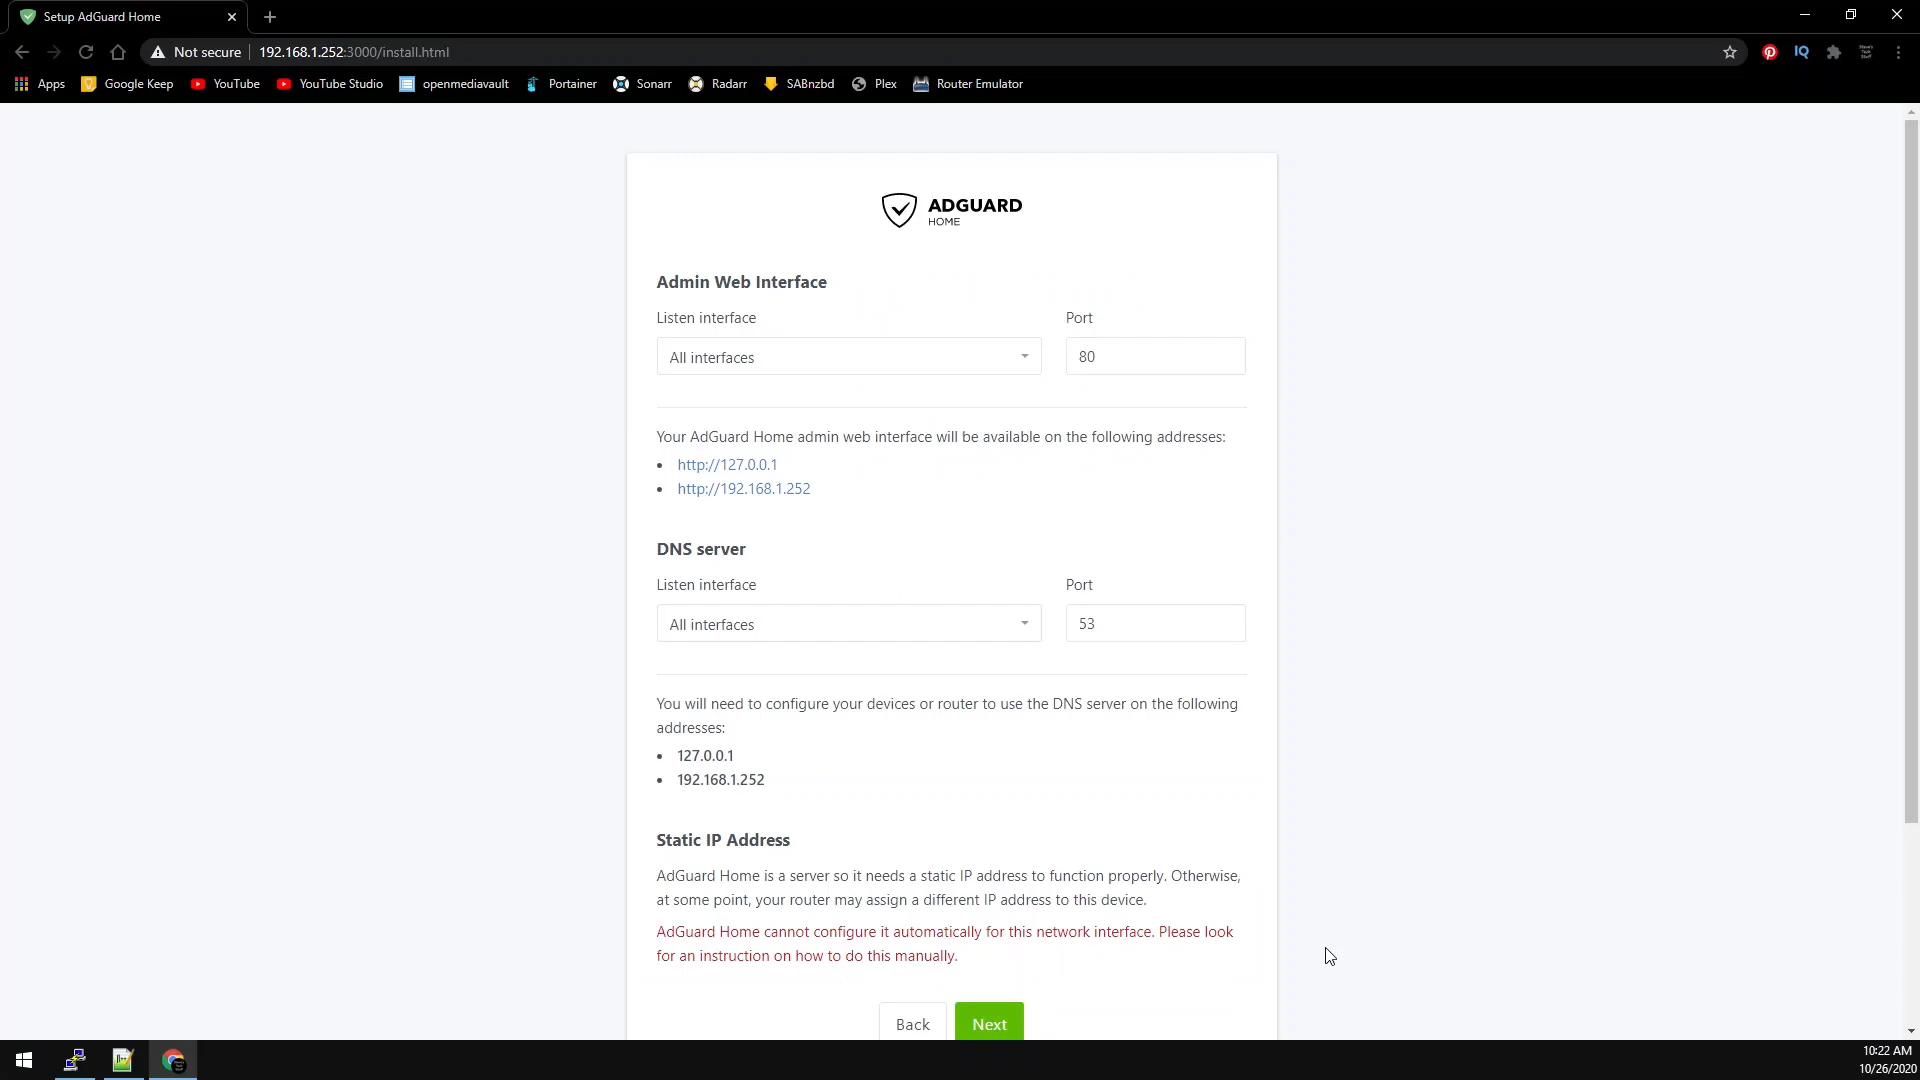 Setup AdGuard Home
Not secure 192.168.1.252:3000/install.html
IQ
Apps Google Keep YouTube YouTube Studio openmediavault Portainer Sonarr Radarr SABnzbd Plex Router Emulator
ADGUARD
HOME
Admin Web Interface
Listen interface Port
All interfaces 80
Your AdGuard Home admin web interface will be available on the following addresses:
• http://127.0.0.1
• http://192.168.1.252
DNS server
Listen interface Port
All interfaces 53
You will need to configure your devices or router to use the DNS server on the following
addresses:
• 127.0.0.1
• 192.168.1.252
Static IP Address
AdGuard Home is a server so it needs a static IP address to function properly. Otherwise,
at some point, your router may assign a different IP address to this device.
AdGuard Home cannot configure it automatically for this network interface. Please look
for an instruction on how to do this manually.
Back Next
10:22 AM
10/26/2020